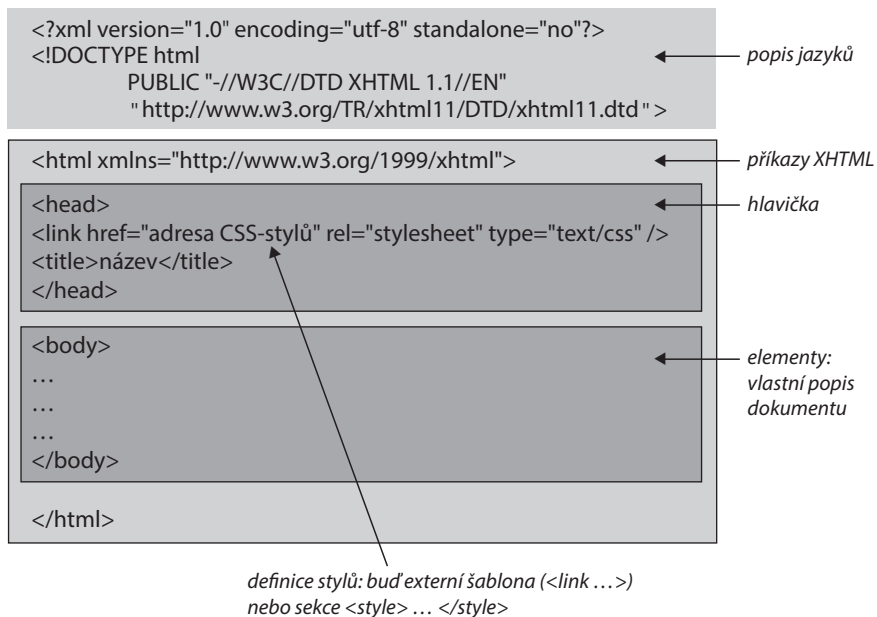 <?xml version="1.0" encoding="utf-8" standalone="no"?>
<!DOCTYPE html
PUBLIC "-//W3C//DTD XHTML 1.1//EN"
"http://www.w3.org/TR/xhtml11/DTD/xhtml11.dtd">
popis jazyků
<html xmlns="http://www.w3.org/1999/xhtml">
příkazy XHTML
<head>
hlavička
<link href="adresa CSS-stylů" rel="stylesheet" type="text/css" />
<title>název</title>
</head>
<body>
…
…
…
</body>
elementy:
vlastní popis
dokumentu
</html>
definice stylů: buď externí šablona (<link …>)
nebo sekce <style> … </style>